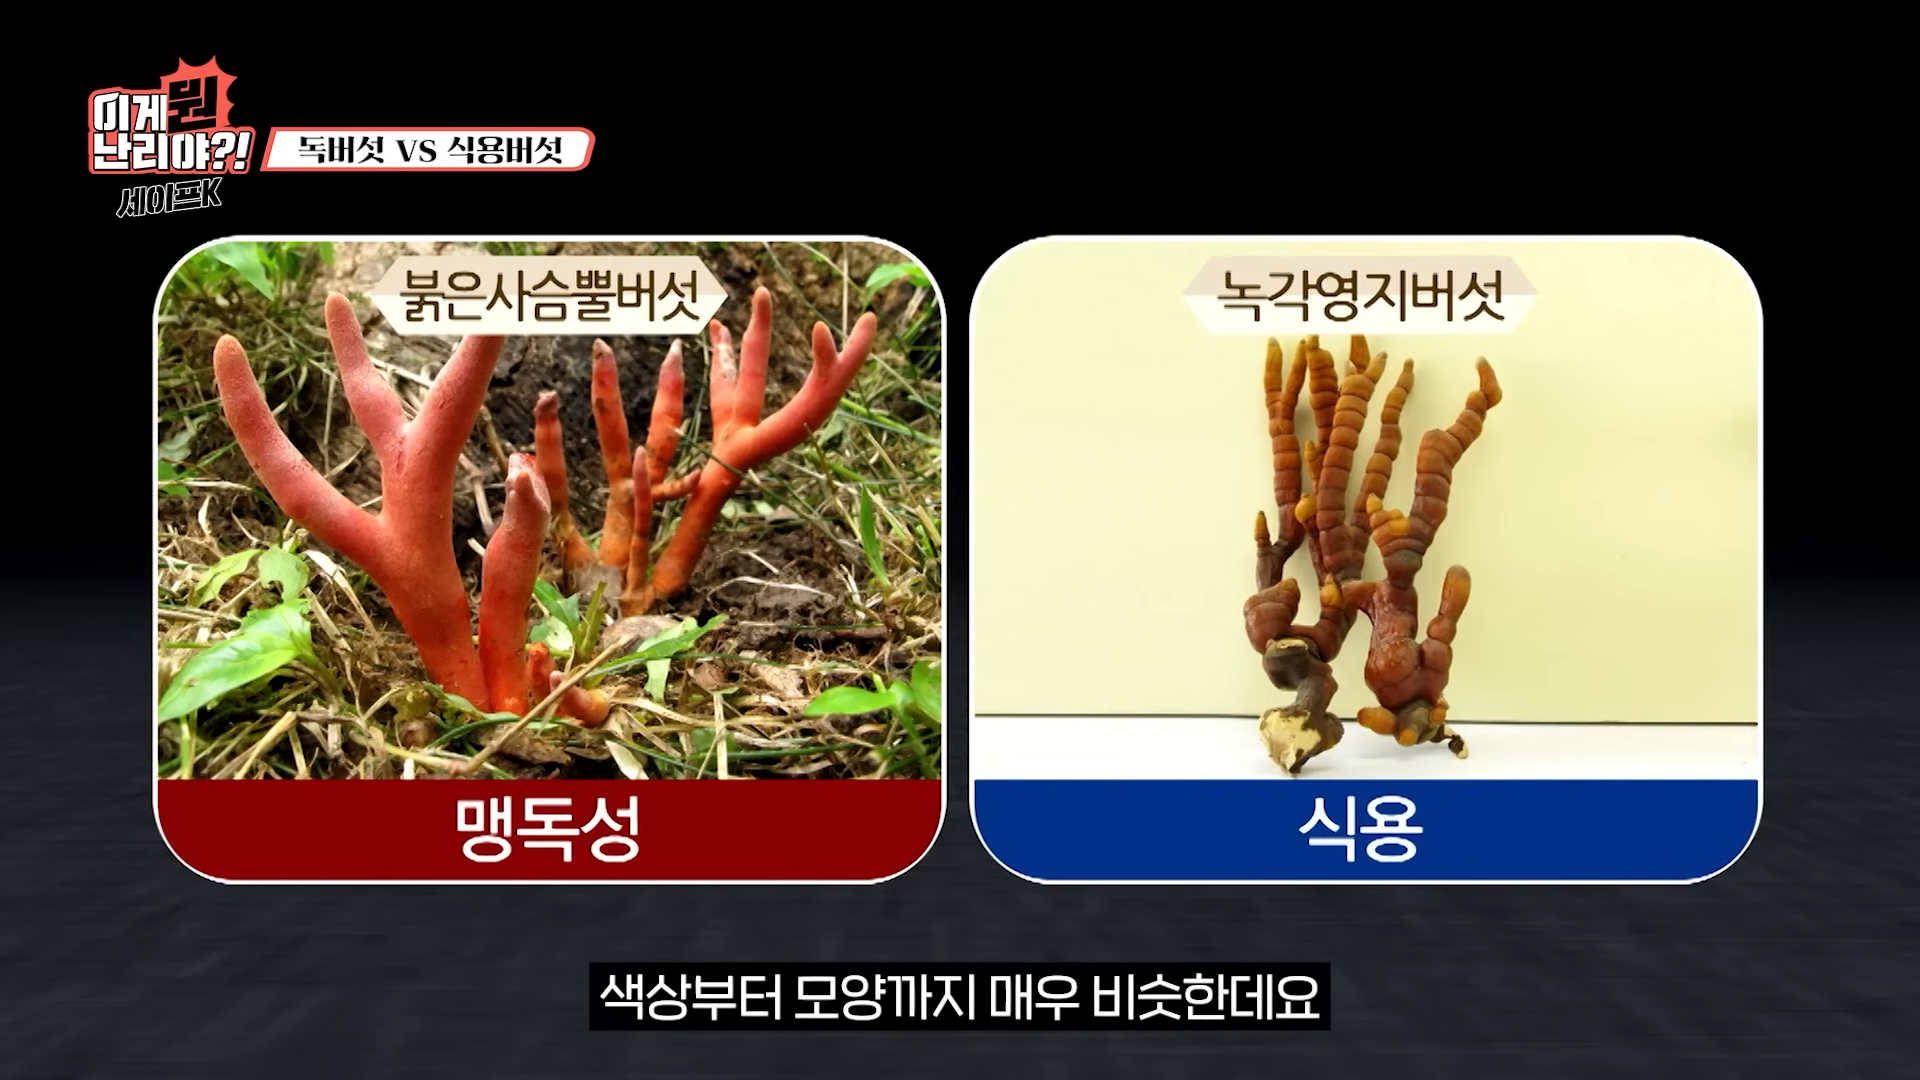 이게 뭔
난리야?!
세이프K
독버섯 VS 식용버섯
붉은사슴뿔버섯
녹각영지버섯
맹독성
식용
색상부터 모양까지 매우 비슷한데요